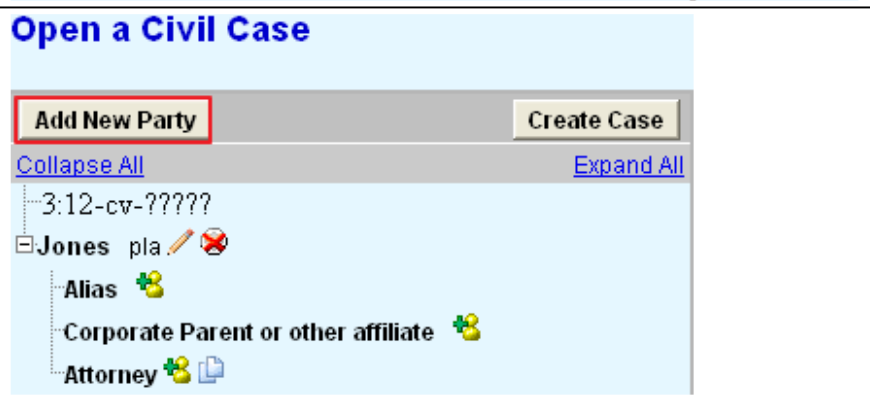 Open a Civil Case
Add New Party Create Case
Collapse All Expand All
3:12-cv-?????
Jones pla
Alias
Corporate Parent or other affiliate
Attorney